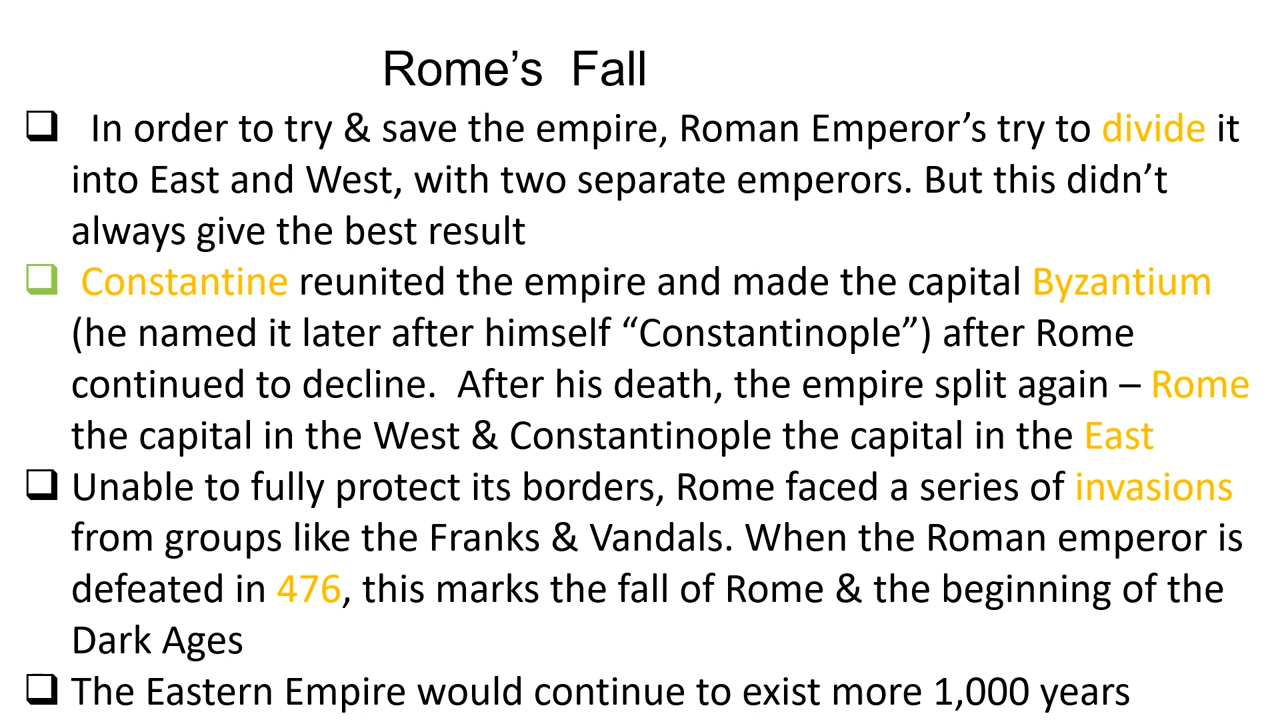 Rome’s  Fall
❑  In order to try & save the empire, Roman Emperor’s try to divide it
into East and West, with two separate emperors. But this didn’t
always give the best result
❑ Constantine reunited the empire and made the capital Byzantium
(he named it later after himself “Constantinople”) after Rome
continued to decline.  After his death, the empire split again – Rome
the capital in the West & Constantinople the capital in the East
❑ Unable to fully protect its borders, Rome faced a series of invasions
from groups like the Franks & Vandals. When the Roman emperor is
defeated in 476, this marks the fall of Rome & the beginning of the
Dark Ages
❑ The Eastern Empire would continue to exist more 1,000 years